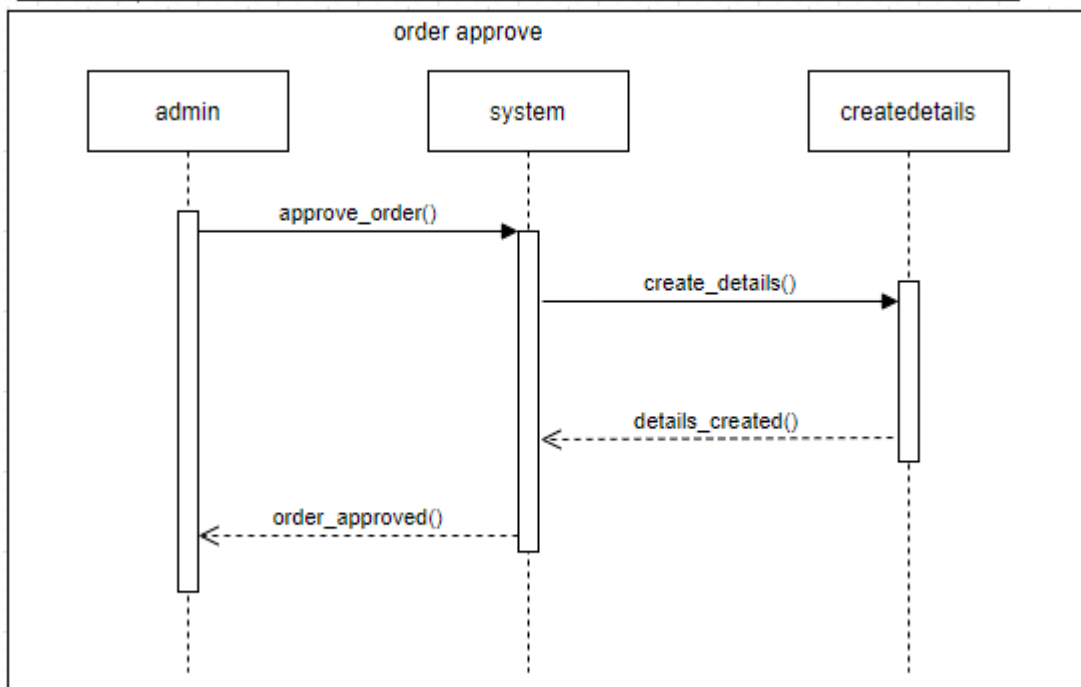 order approve
admin
system
createdetails
approve_order()
create_details()
details_created()
order_approved()